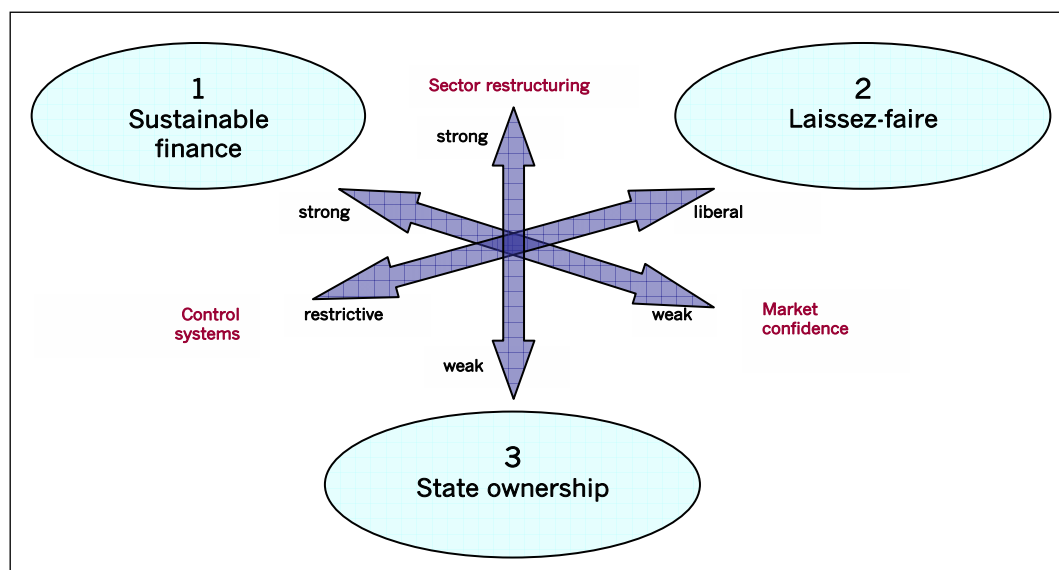 1
Sustainable
finance
Sector restructuring
2
Laissez-faire
strong
strong
liberal
Control
systems
restrictive
weak
Market
confidence
weak
3
State ownership